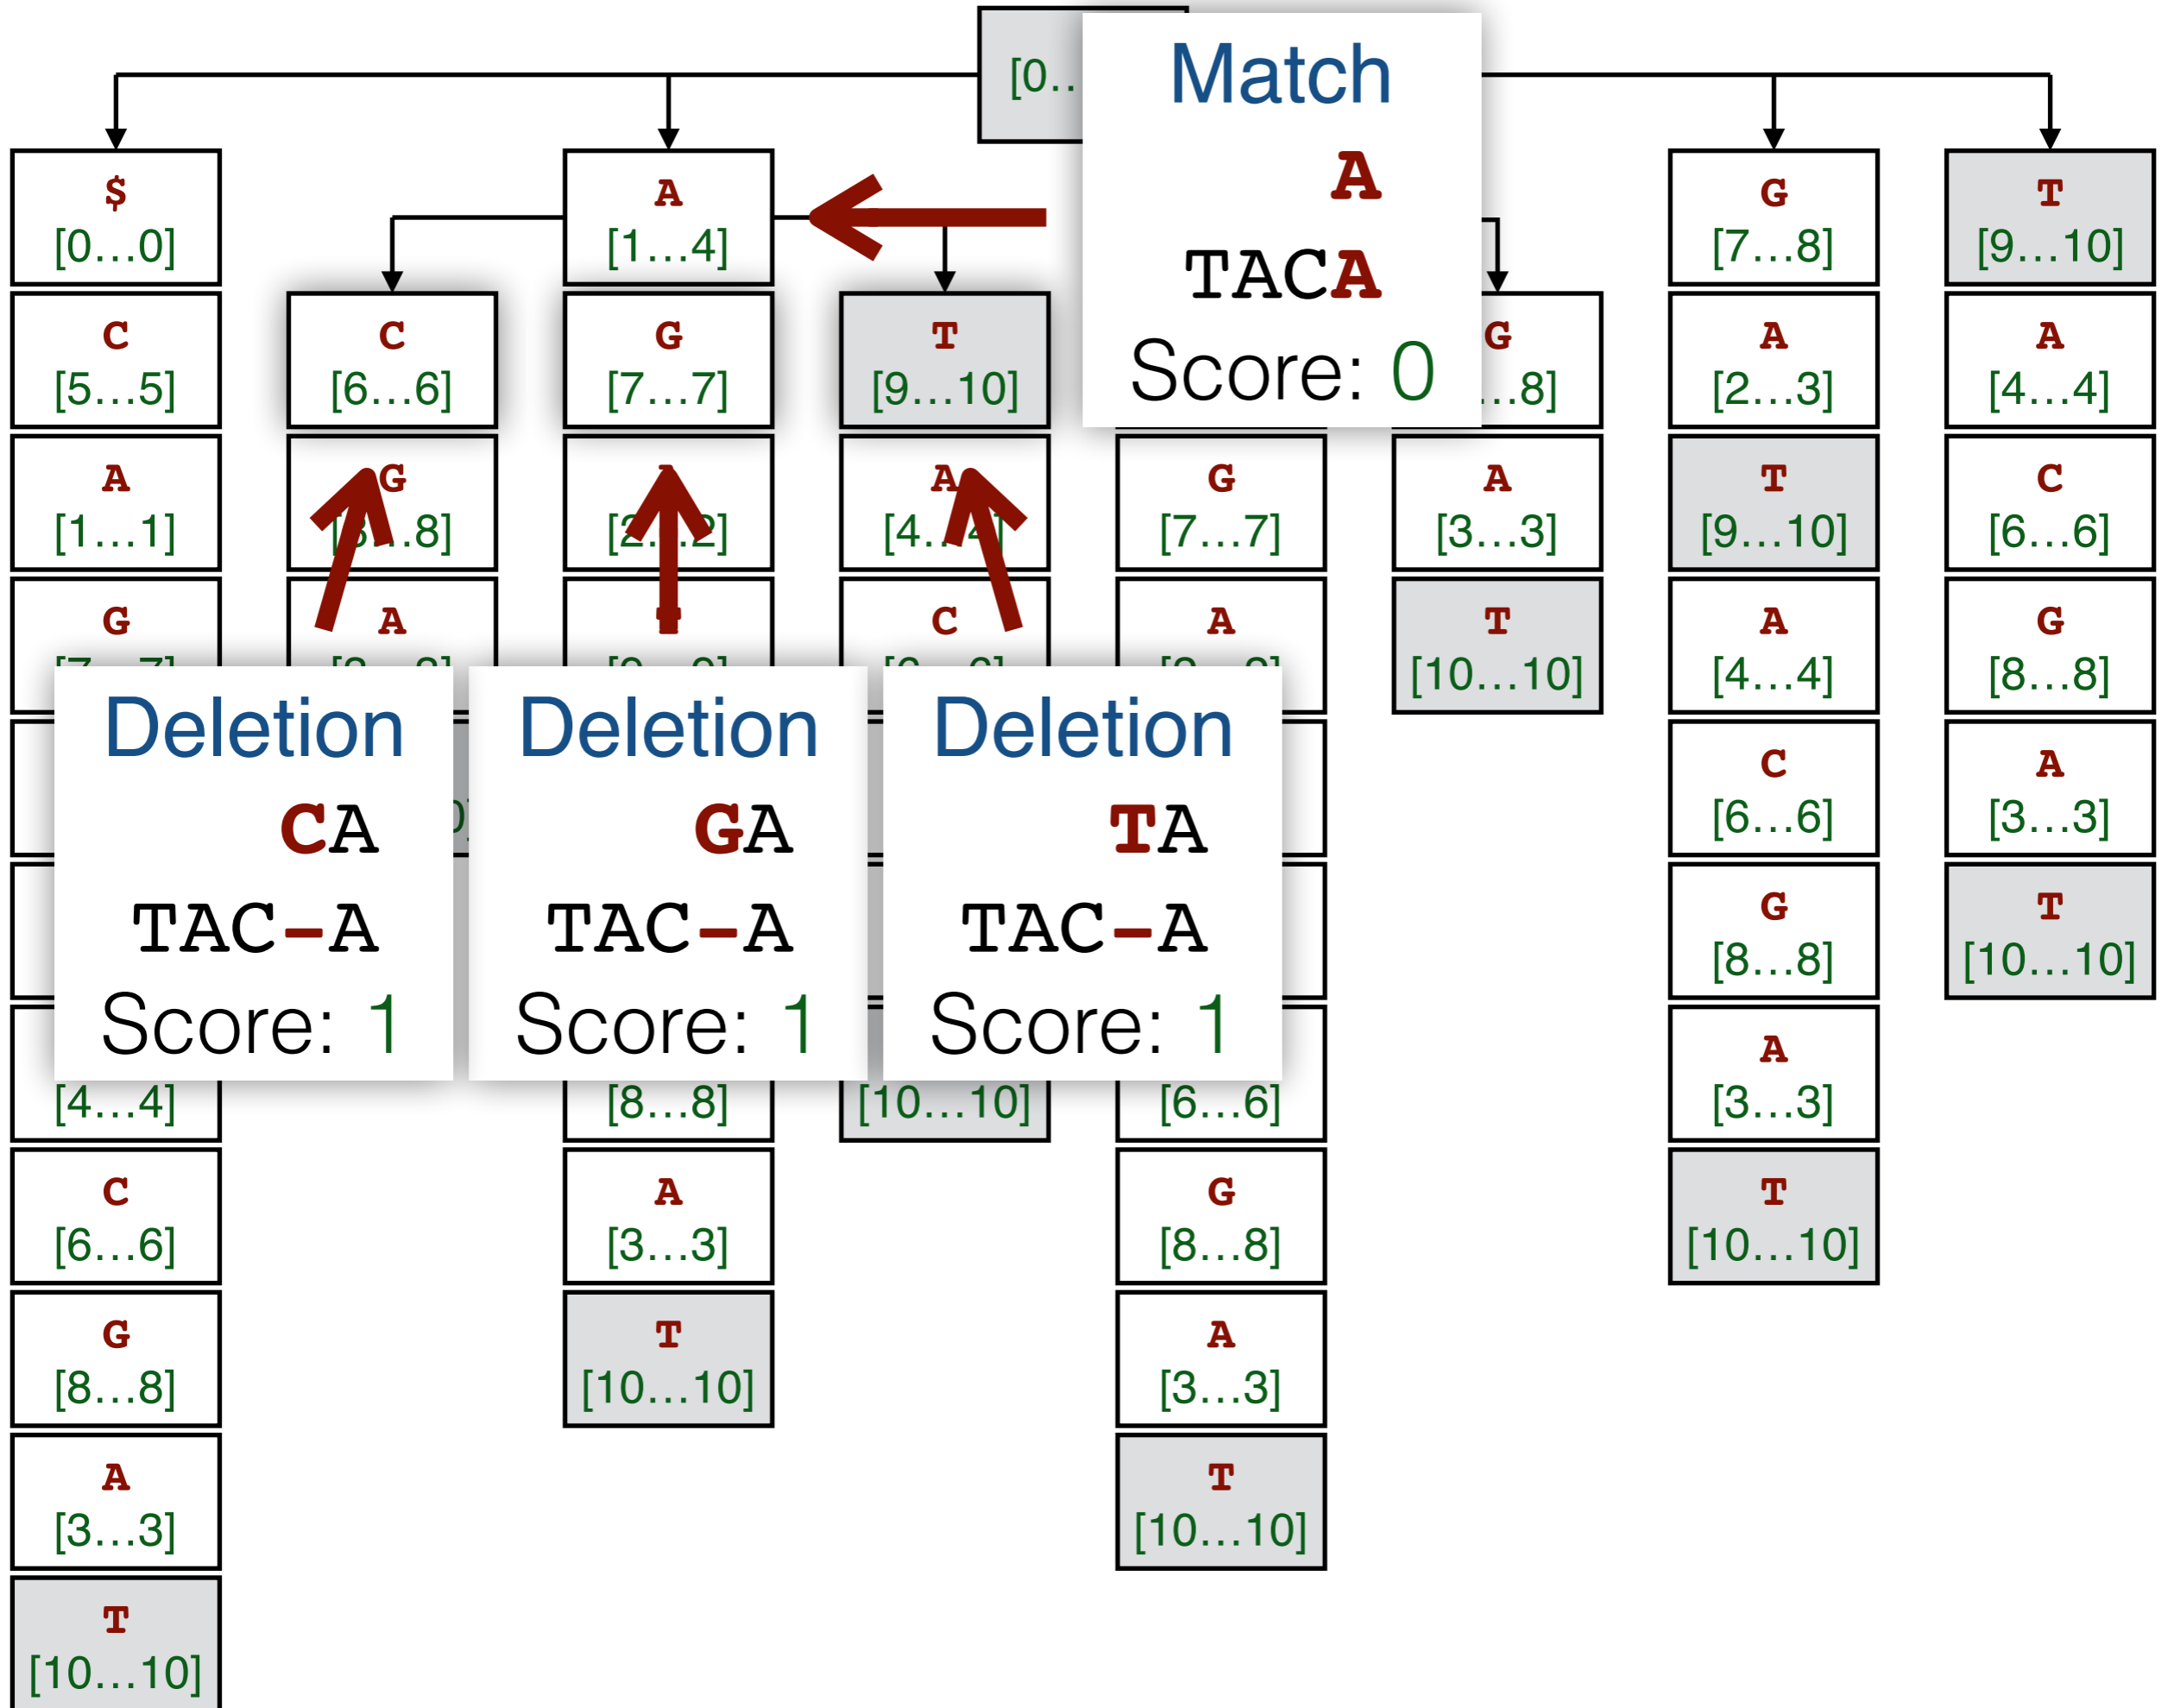 [0..
Match
A
TACA
Score: 0
$
[0...0]
C
[5...5]
A
[1...1]
G
[4...4]
C
[6...6]
G
[8...8]
A
[3...3]
T
[10...10]
C
[6...6]
G
A
A
[1...4]
G
[7...7]
[8...8]
A
[3...3]
T
[10...10]
T
[9...10]
A
[4...4]
C
[10...10]
G
[7...7]
A
[6...6]
G
[8...8]
A
[3...3]
T
[10...10]
G
...8]
A
[3...3]
T
[10...10]
G
[7...8]
A
[2...3]
T
[9...10]
A
[4...4]
C
[6...6]
G
[8...8]
A
[3...3]
T
[10...10]
T
[9...10]
A
[4...4]
C
[6...6]
G
[8...8]
A
[3...3]
T
[10...10]
Deletion
CA
TAC-A
Score: 1
Deletion
GA
TAC-A
Score: 1
Deletion
TA
TAC-A
Score: 1